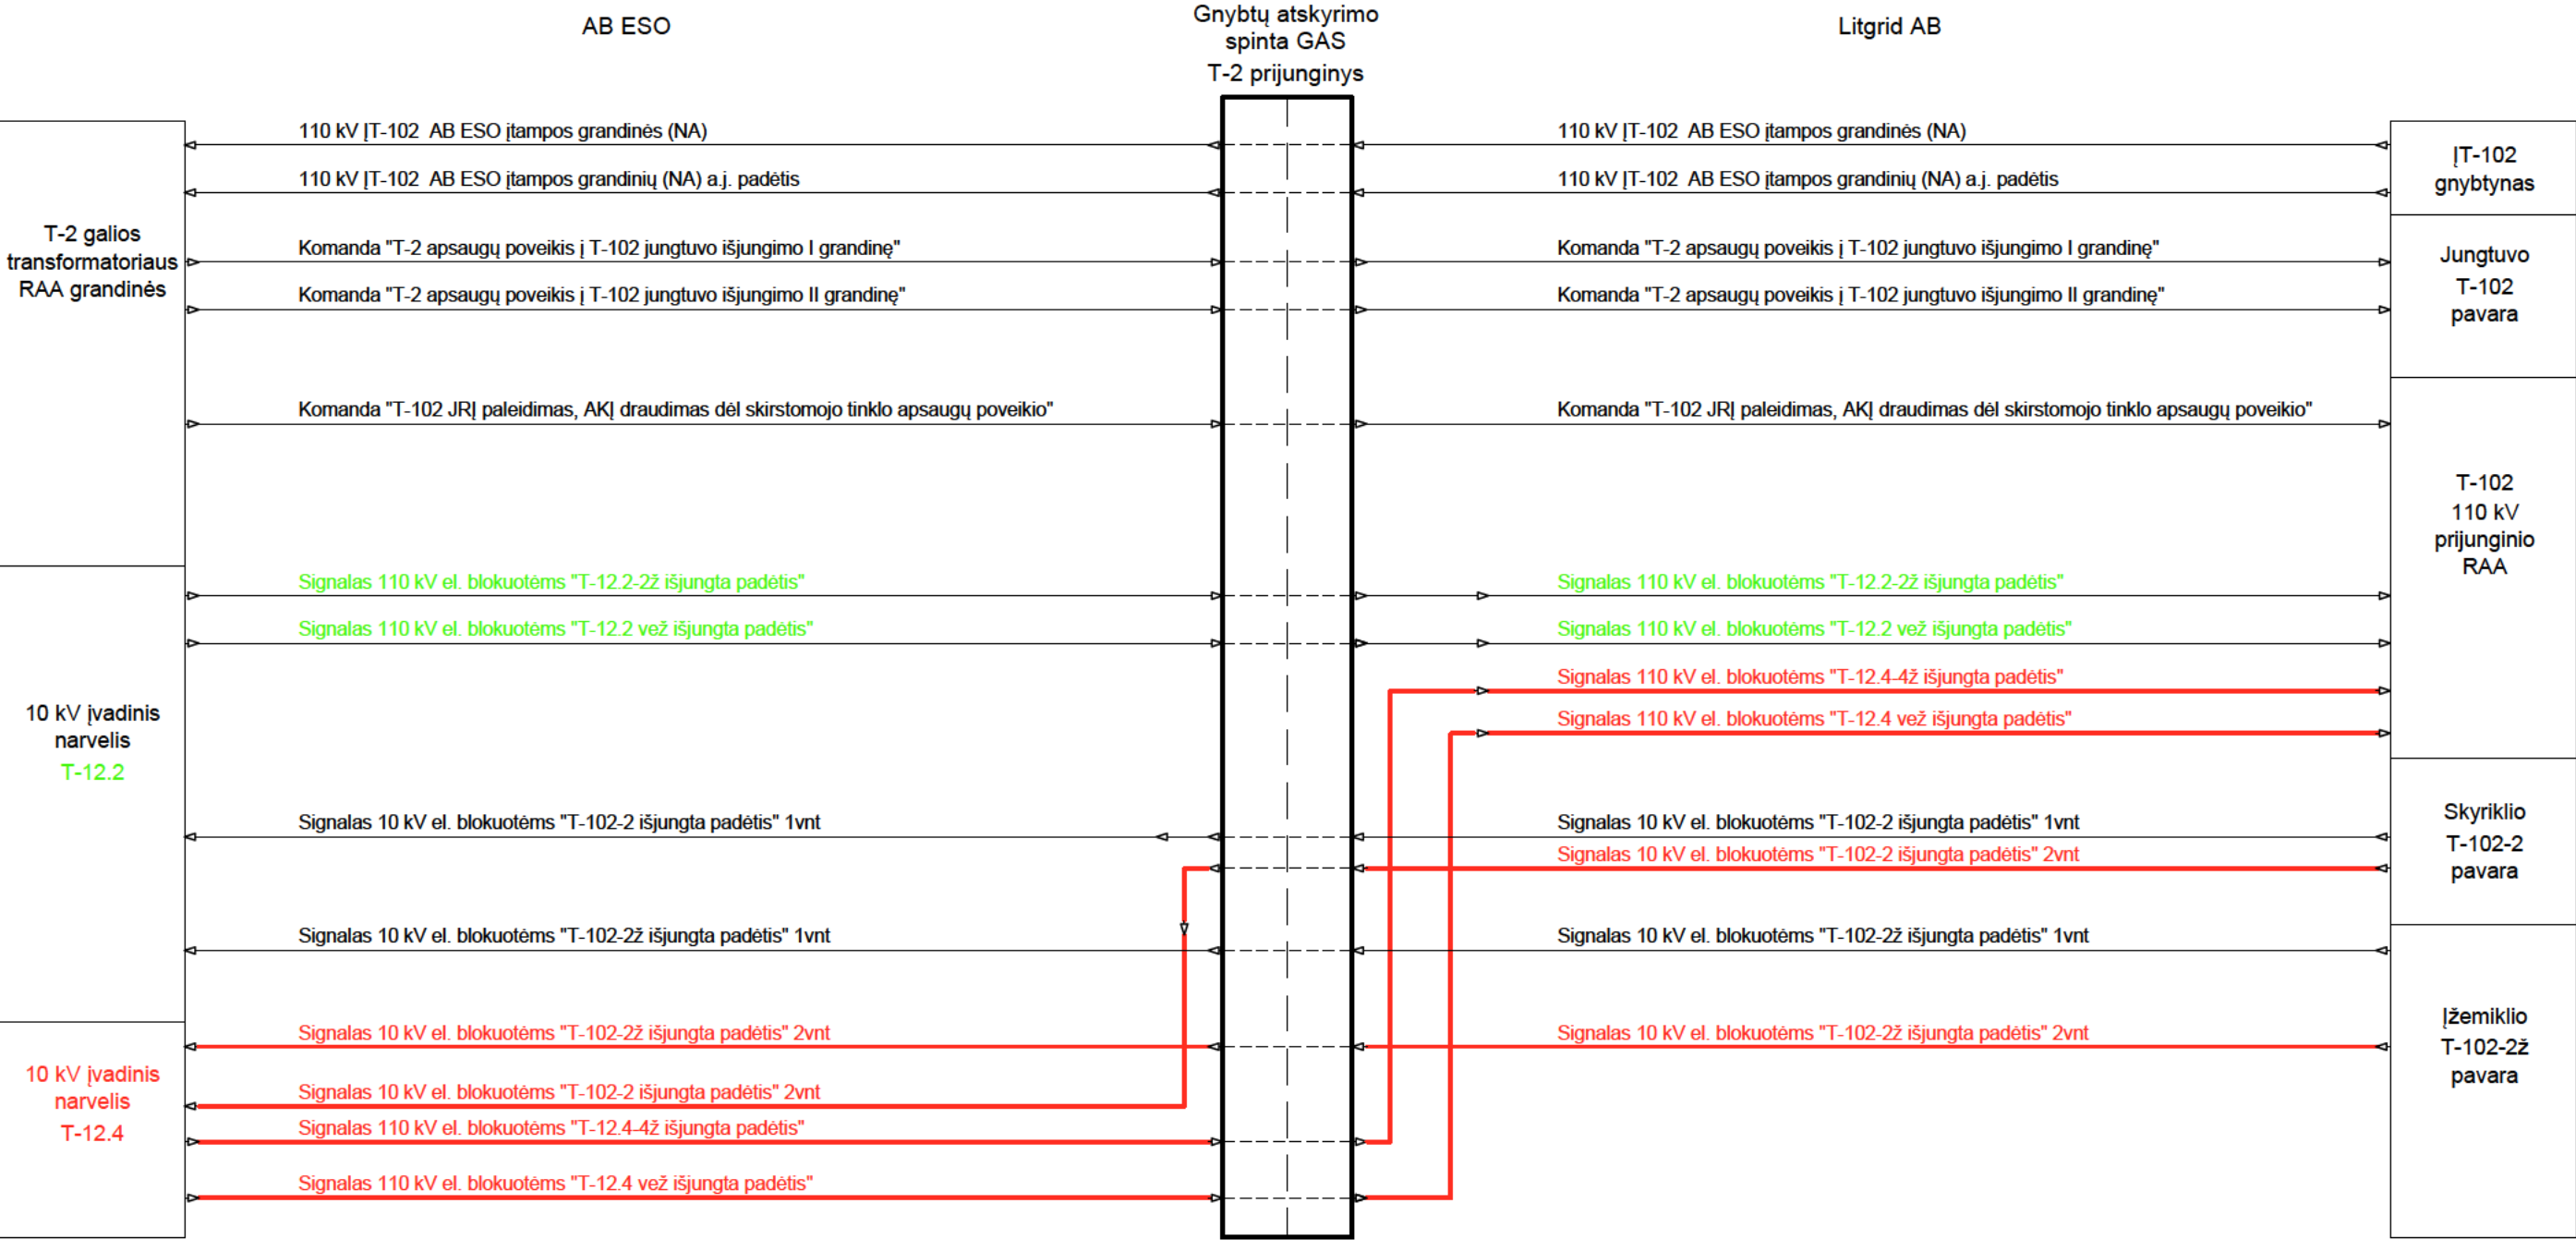 AB ESO
Gnybtų atskyrimo
spinta GAS
T-2 prijunginys
Litgrid AB
T-2 galios
transformatoriaus
RAA grandinės
10 kV įvadinis
narvelis
T-12.2
10 kV įvadinis
narvelis
T-12.4
110 kV ĮT-102 AB ESO įtampos grandinės (NA)
110 kV ĮT-102 AB ESO įtampos grandinių (NA) a.j. padėtis
Komanda "T-2 apsaugų poveikis į T-102 jungtuvo išjungimo I grandinę"
Komanda "T-2 apsaugų poveikis į T-102 jungtuvo išjungimo II grandinę"
Komanda "T-102 JRĮ paleidimas, AKĮ draudimas dėl skirstomojo tinklo apsaugų poveikio"
Signalas 110 kV el. blokuotėms "T-12.2-2ž išjungta padėtis"
Signalas 110 kV el. blokuotėms "T-12.2 vež išjungta padėtis"
Signalas 10 kV el. blokuotėms "T-102-2 išjungta padėtis" 1vnt
Signalas 10 kV el. blokuotėms "T-102-2ž išjungta padėtis" 1vnt
Signalas 10 kV el. blokuotėms "T-102-2ž išjungta padėtis" 2vnt
Signalas 10 kV el. blokuotėms "T-102-2 išjungta padėtis" 2vnt
Signalas 110 kV el. blokuotėms "T-12.4-4ž išjungta padėtis"
Signalas 110 kV el. blokuotėms "T-12.4 vež išjungta padėtis"
110 kV ĮT-102 AB ESO įtampos grandinės (NA)
110 kV ĮT-102 AB ESO įtampos grandinių (NA) a.j. padėtis
Komanda "T-2 apsaugų poveikis į T-102 jungtuvo išjungimo I grandinę"
Komanda "T-2 apsaugų poveikis į T-102 jungtuvo išjungimo II grandinę"
Komanda "T-102 JRĮ paleidimas, AKĮ draudimas dėl skirstomojo tinklo apsaugų poveikio"
Signalas 110 kV el. blokuotėms "T-12.2-2ž išjungta padėtis"
Signalas 110 kV el. blokuotėms "T-12.2 vež išjungta padėtis"
Signalas 110 kV el. blokuotėms "T-12.4-4ž išjungta padėtis"
Signalas 110 kV el. blokuotėms "T-12.4 vež išjungta padėtis"
Signalas 10 kV el. blokuotėms "T-102-2 išjungta padėtis" 1vnt
Signalas 10 kV el. blokuotėms "T-102-2 išjungta padėtis" 2vnt
Signalas 10 kV el. blokuotėms "T-102-2ž išjungta padėtis" 1vnt
Signalas 10 kV el. blokuotėms "T-102-2ž išjungta padėtis" 2vnt
ĮT-102
gnybtynas
Jungtuvo
T-102
pavara
T-102
110 kV
prijunginio
RAA
Skyriklio
T-102-2
pavara
Įžemiklio
T-102-2ž
pavara